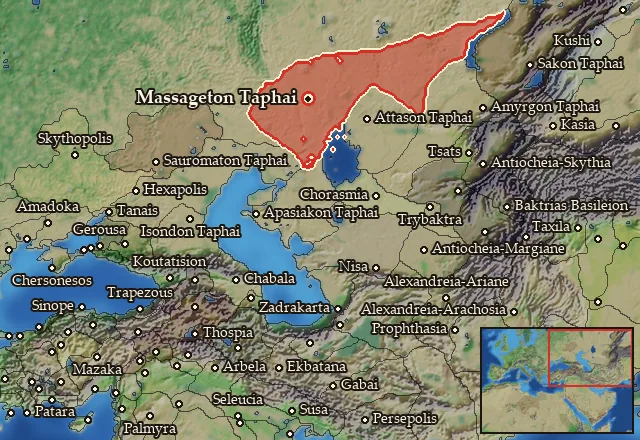 Kushi
Sakon Taphai
Massageton Taphai
Amyrgon Taphai
Attason Taphai
Kasia
Skythopolis
Tsats
Sauromaton Taphai
Antiocheia-Skythia
Hexapolis
Chorasmia
Amadoka
Tanais
Apasiakon Taphai
Baktrias Basileion
Trybaktra
Gerousa
Isondon Taphai
Taxila
Antiocheia-Margiane
Koutatision
Nisa
Chersonesos
Chabala
Alexandreia-Ariane
Trapezous
Sinope
Zadrakarta
Alexandreia-Arachosia
Thospia
Prophthasia
Mazaka
Arbela
Ekbatana
Gabai
Seleucia
Patara
Susa
Persepolis
Palmyra